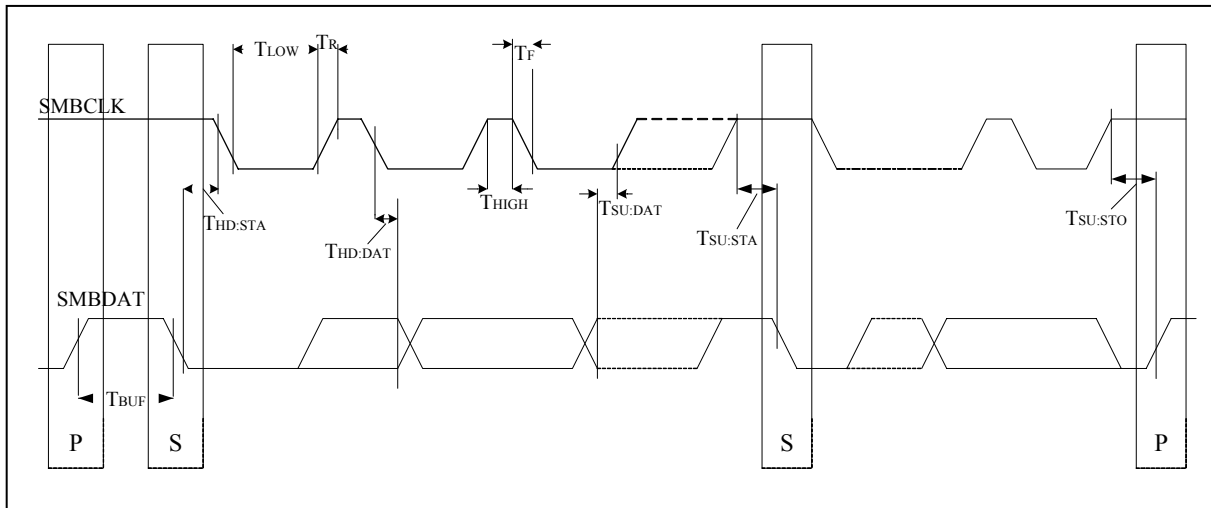 TLOW
TR
TF
SMBCLK
THD:STA
THD:DAT
THIGH
TSU:DAT
TSU:STA
TSU:STO
SMBDAT
TBUF
P
S
S
P